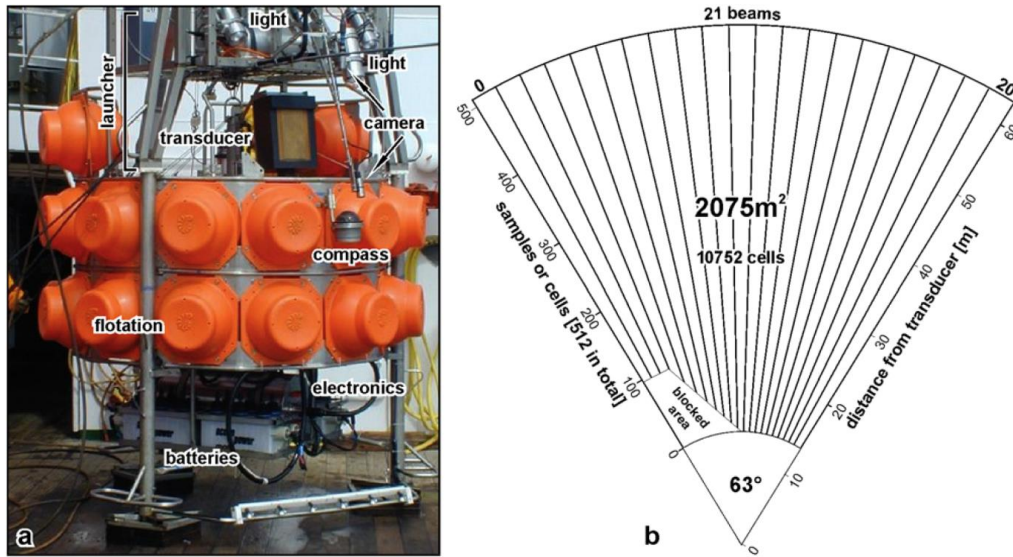 light
light
launcher
camera
transducer
compass
flotation
electronics
batteries
a
21 beams
0
20
500
400
300
200
100
0
samples or cells [512 in total]
60
50
40
30
20
10
0
distance from transducer [m]
2075m²
10752 cells
blocked
area
63°
b